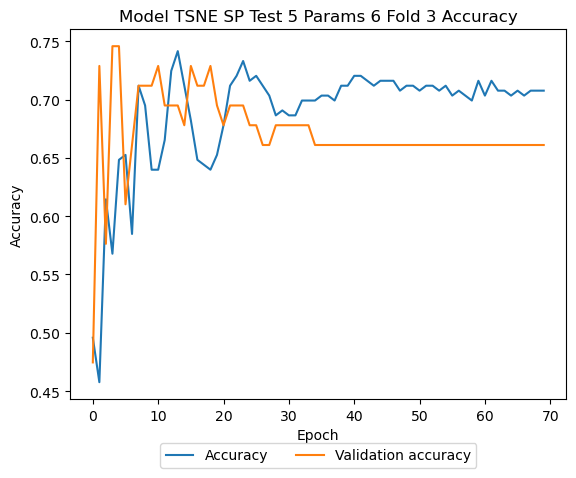 Model TSNE SP Test 5 Params 6 Fold 3 Accuracy
0.75
0.70
0.65
0.60
0.55
0.50
0.45
Accuracy
0 10 20 30 40 50 60 70
Epoch
Accuracy Validation accuracy